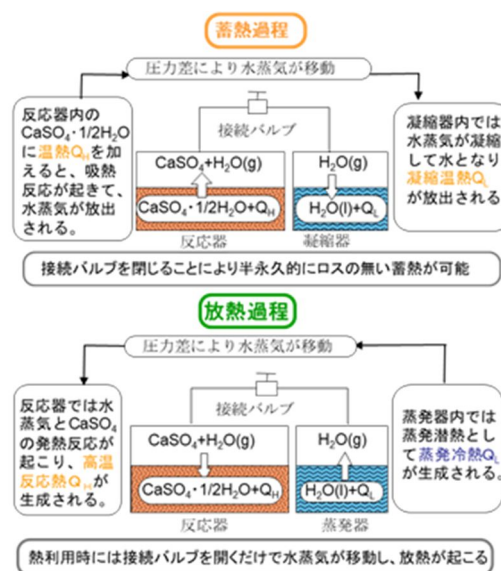 蓄熱過程
圧力差により水蒸気が移動
反応器内の
CaSO₄・1/2H₂O
に温熱Q_Hを加
えると、吸熱
反応が起きて、
水蒸気が放出
される。
接続バルブ
CaSO₄+H₂O(g)
CaSO₄・1/2H₂O+Q_H
反応器
H₂O(g)
H₂O(l)+Q_L
凝縮器
凝縮器内では
水蒸気が凝縮
して水となり
凝縮温熱Q_L
が放出される
接続バルブを閉じることにより半永久的にロスの無い蓄熱が可能
放熱過程
圧力差により水蒸気が移動
反応器では水
蒸気とCaSO₄
の発熱反応が
起こり、高温
反応熱Q_Hが
生成される。
接続バルブ
CaSO₄+H₂O(g)
CaSO₄・1/2H₂O+Q_H
反応器
H₂O(g)
H₂O(l)+Q_L
蒸発器
蒸発器内では
蒸発潜熱とし
て蒸発冷熱Q_L
が生成される。
熱利用時には接続バルブを開くだけで水蒸気が移動し、放熱が起こる